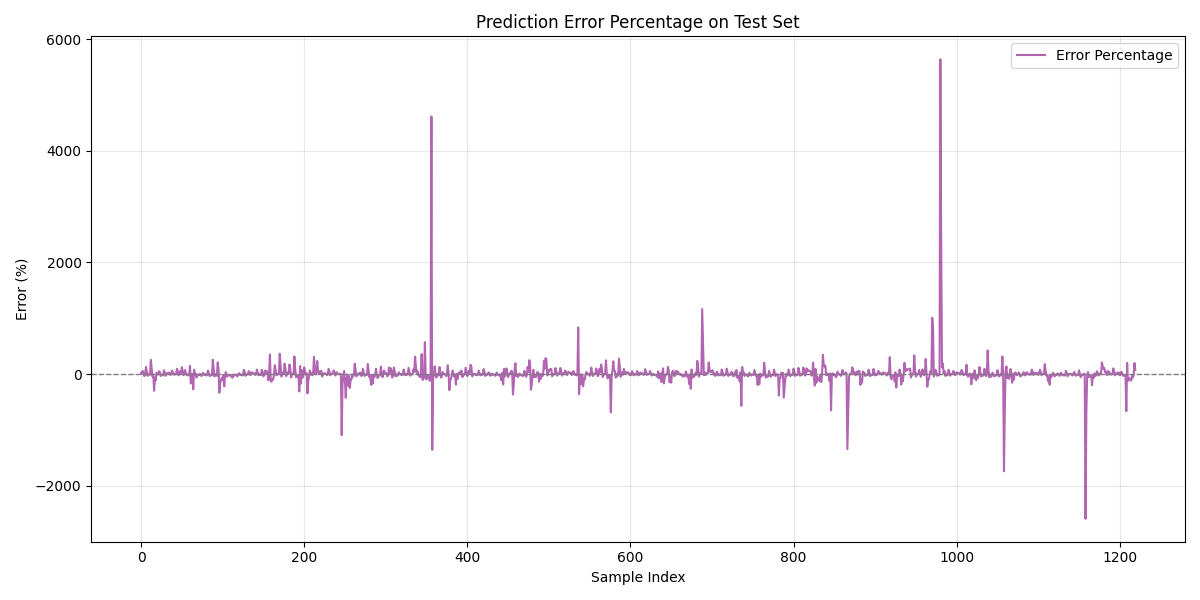 Prediction Error Percentage on Test Set
Error Percentage
Error (%)
6000
4000
2000
0
−2000
0 200 400 600 800 1000 1200
Sample Index